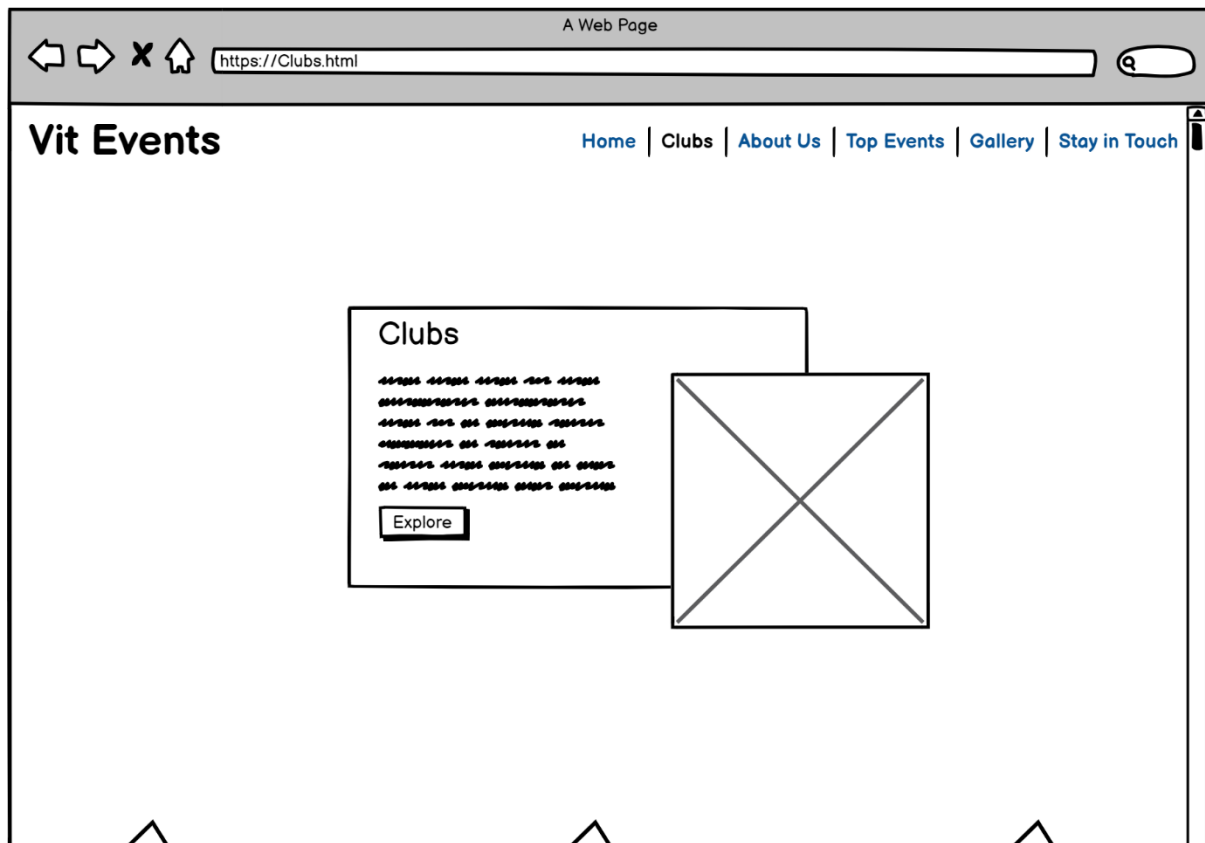 A Web Page
https://Clubs.html
Vit Events
Home | Clubs | About Us | Top Events | Gallery | Stay in Touch
Clubs
Explore